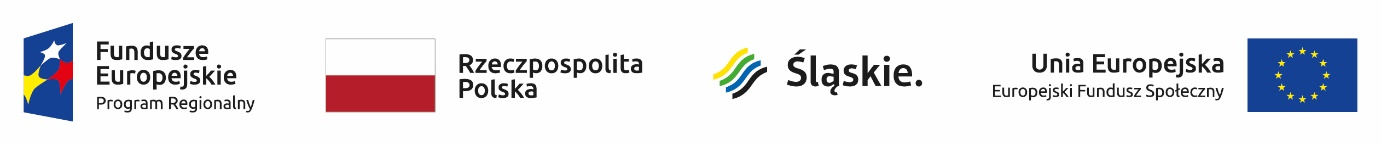 Fundusze
Europejskie
Program Regionalny
Rzeczpospolita
Polska
Śląskie.
Unia Europejska
Europejski Fundusz Społeczny